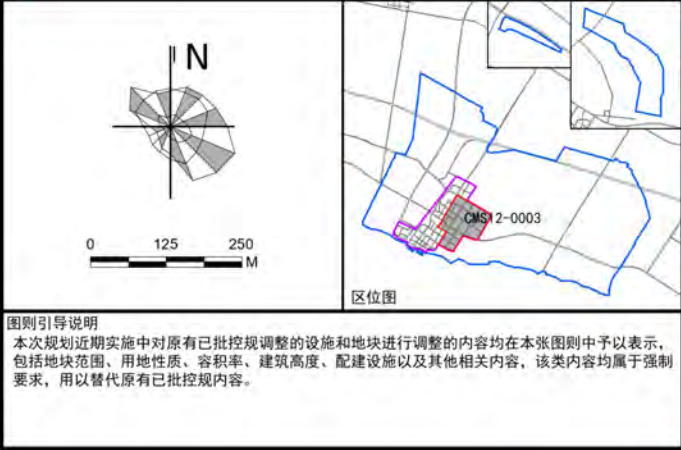 N
0 125 250
M
CMS12-0003
区位图
图则引导说明
本次规划近期实施中对原有已批控规调整的设施和地块进行调整的内容均在本张图则中予以表示，
包括地块范围、用地性质、容积率、建筑高度、配建设施以及其他相关内容，该类内容均属于强制
要求，用以替代原有已批控规内容。